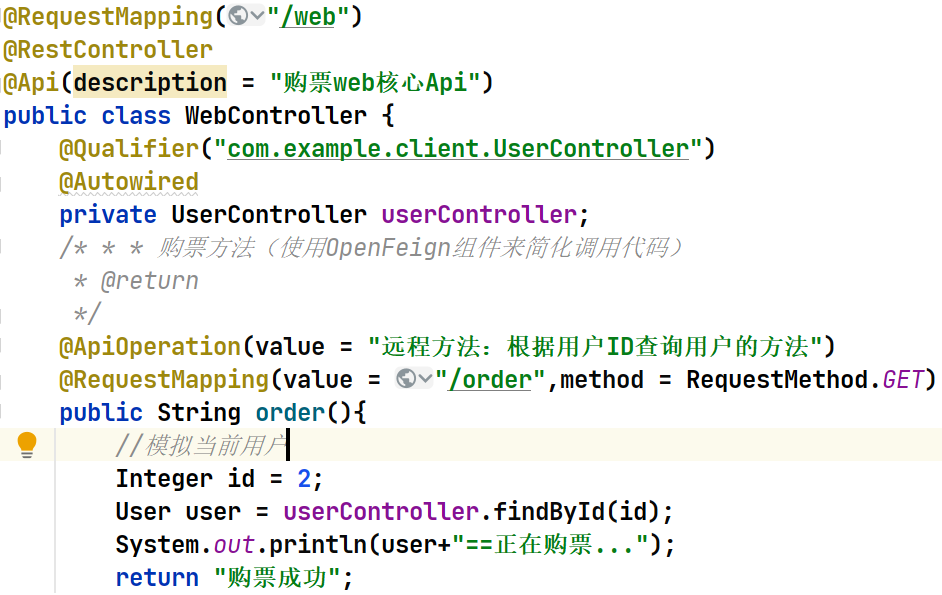 @RequestMapping("/web")
@RestController
@Api(description = "购票web核心Api")
public class WebController {
@Qualifier("com.example.client.UserController")
@Autowired
private UserController userController;
/* * * 购票方法（使用OpenFeign组件来简化调用代码）
* @return
*/
@ApiOperation(value = "远程方法：根据用户ID查询用户的方法")
@RequestMapping(value = "/order",method = RequestMethod.GET)
public String order(){
//模拟当前用户
Integer id = 2;
User user = userController.findById(id);
System.out.println(user+"==正在购票...");
return "购票成功";